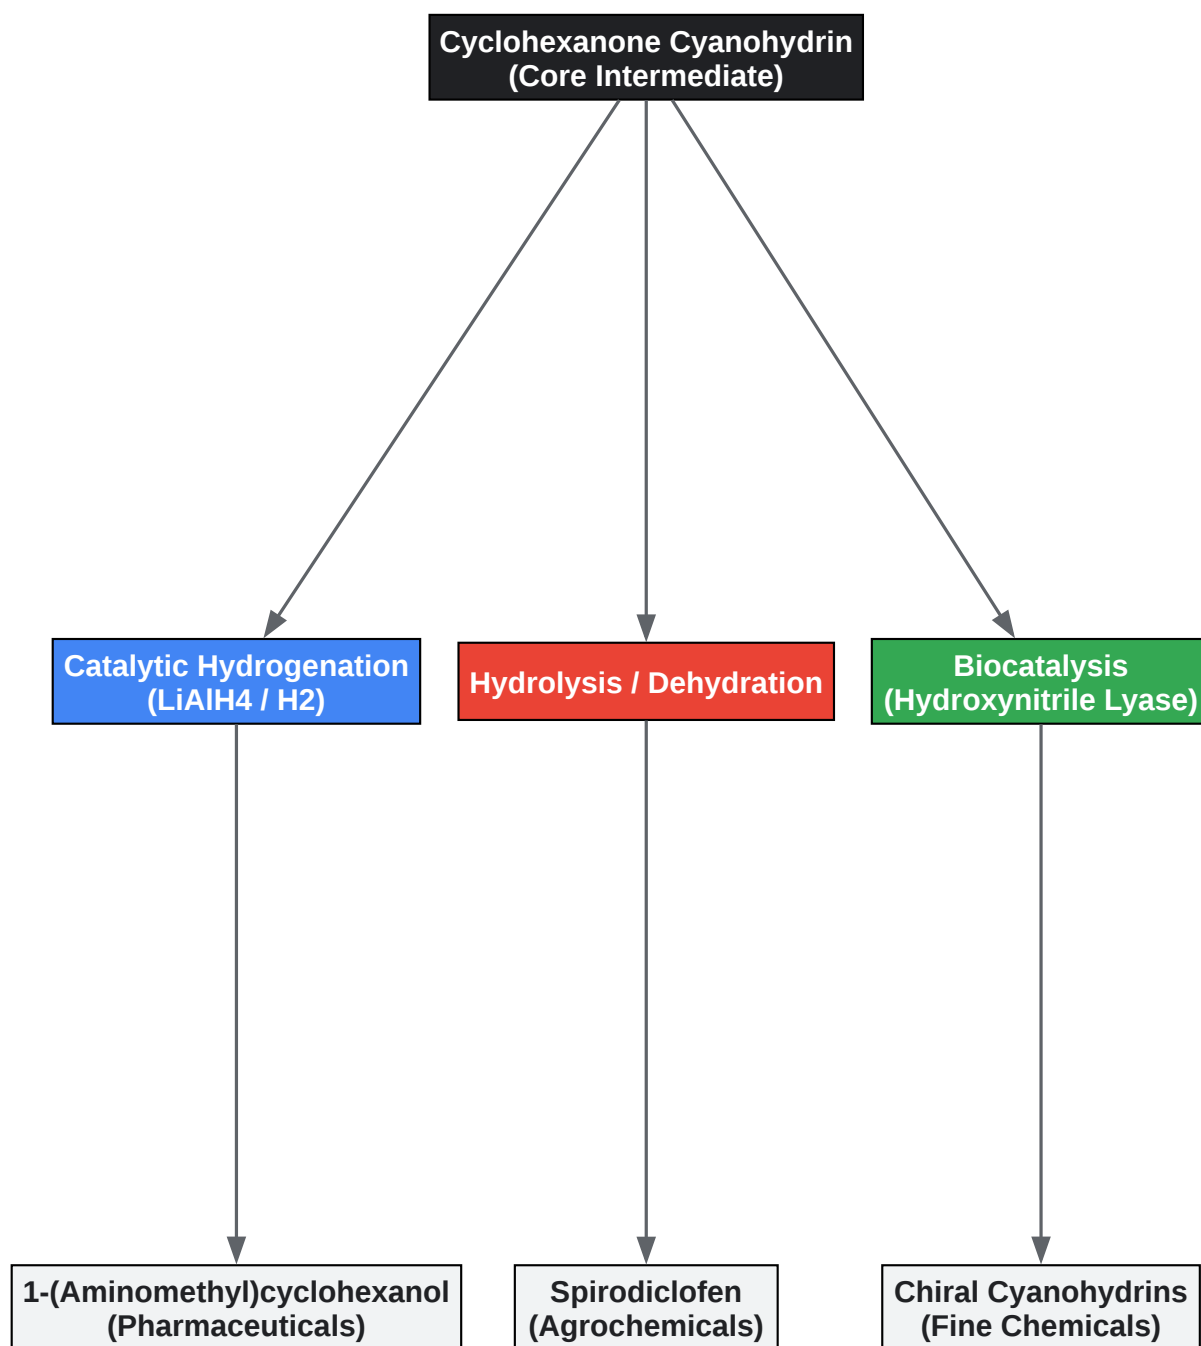 Cyclohexanone Cyanohydrin
(Core Intermediate)
Catalytic Hydrogenation
(LiAlH4 / H2)
Hydrolysis / Dehydration
Biocatalysis
(Hydroxynitrile Lyase)
1-(Aminomethyl)cyclohexanol
(Pharmaceuticals)
Spirodiclofen
(Agrochemicals)
Chiral Cyanohydrins
(Fine Chemicals)